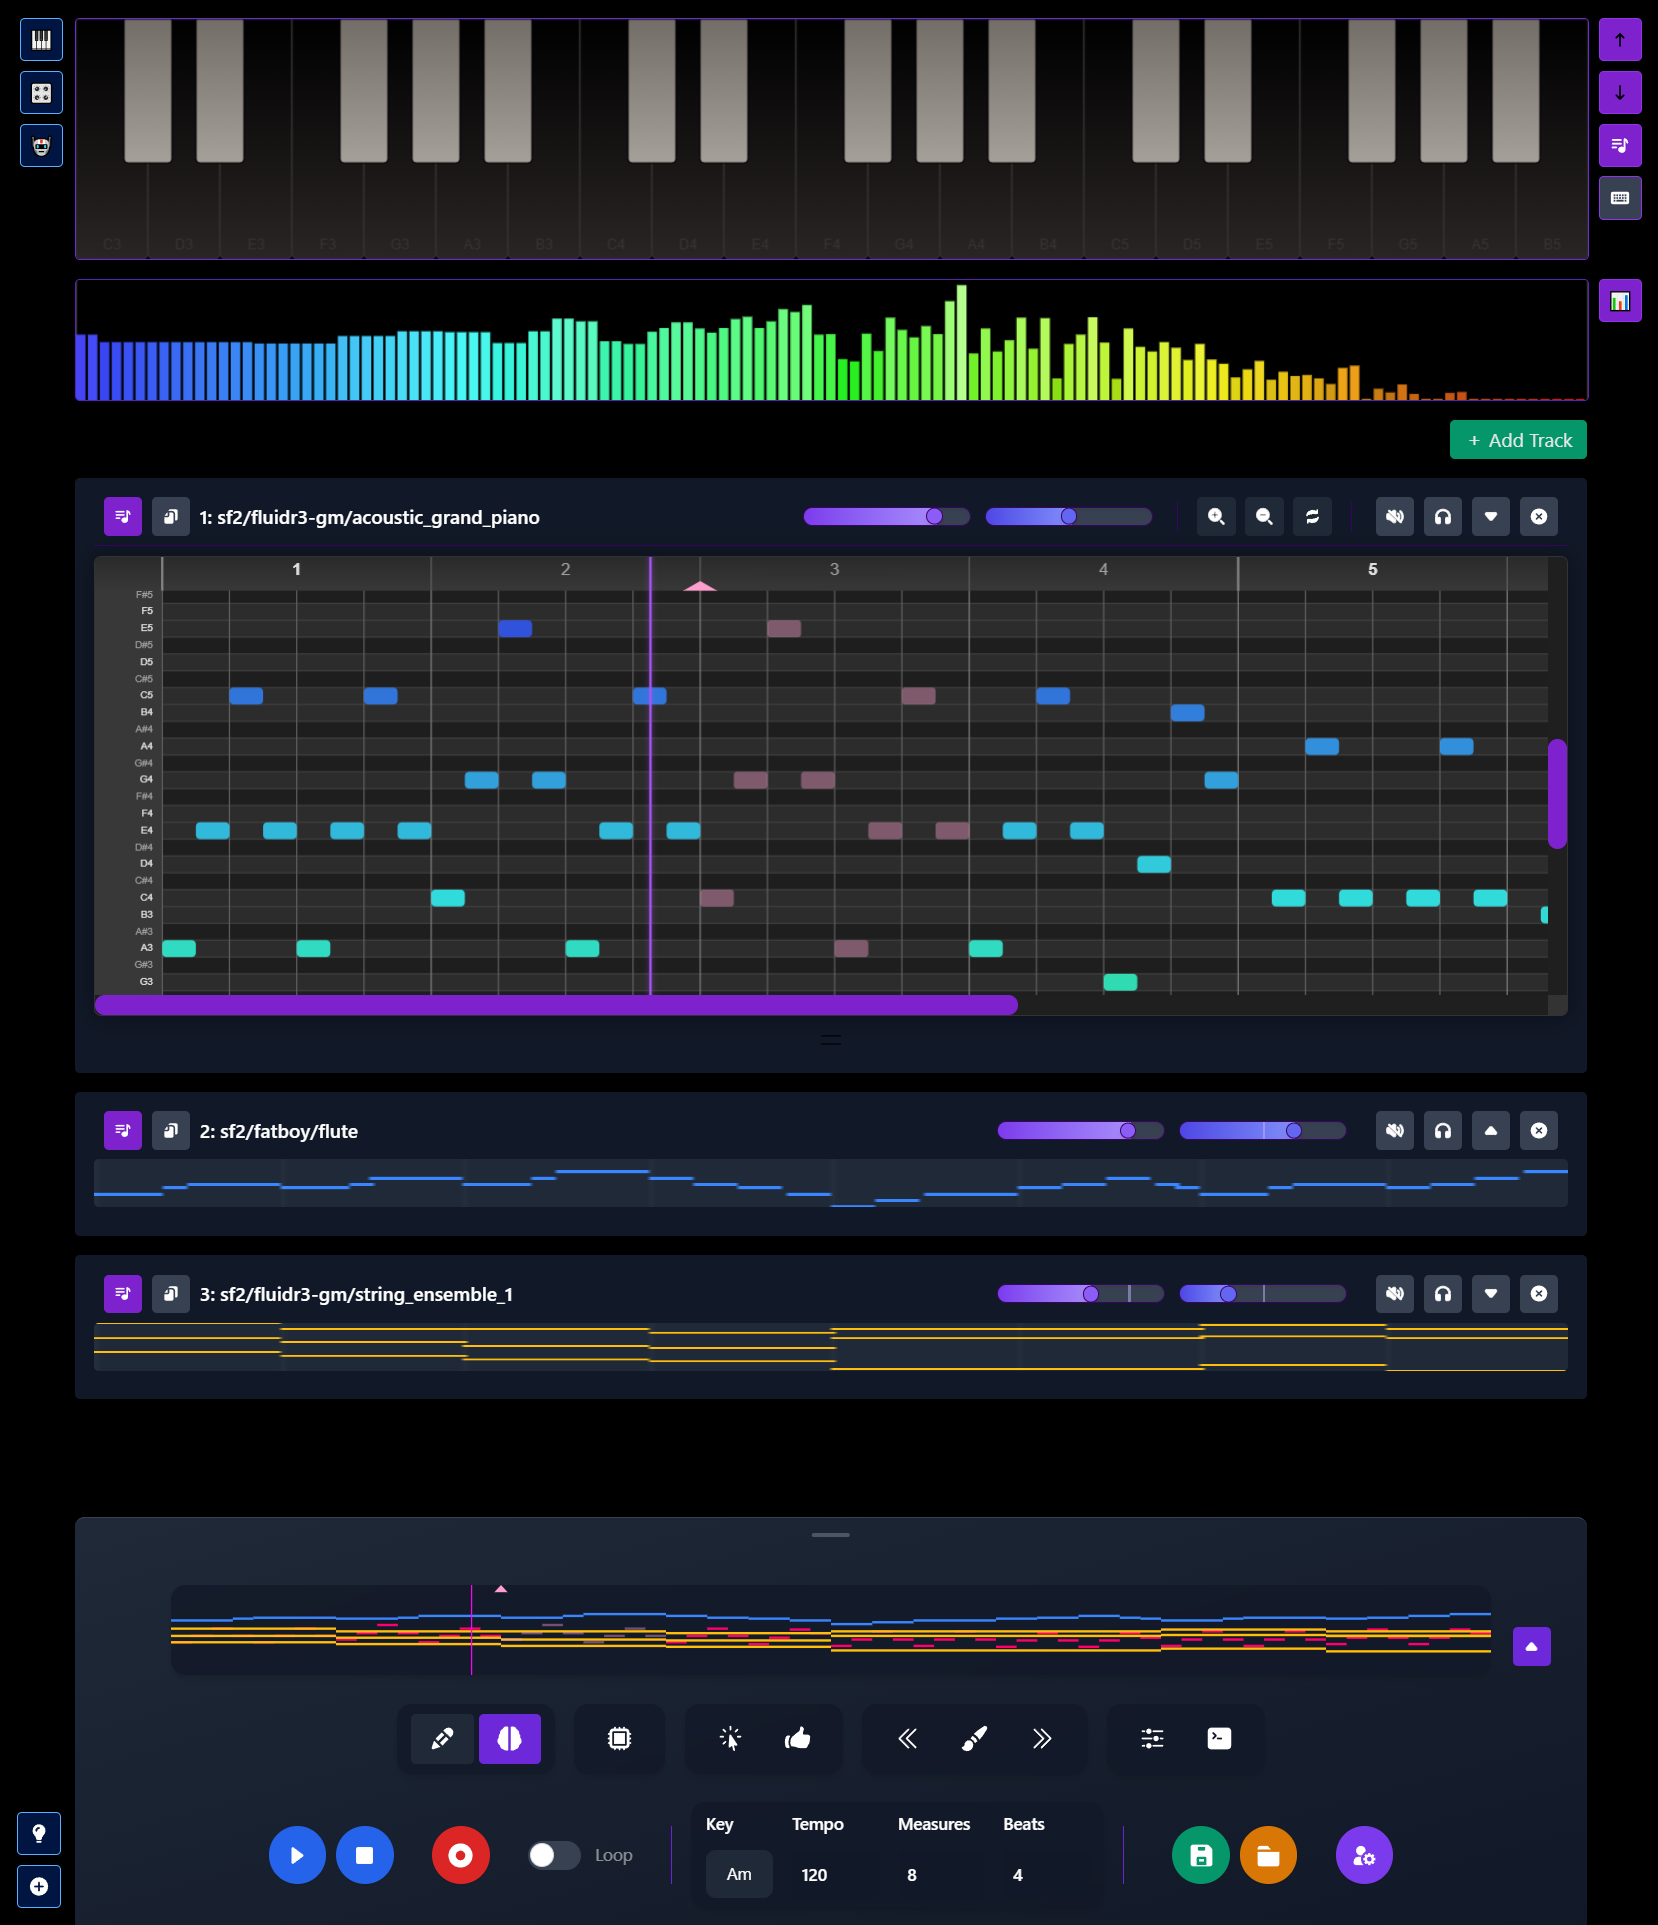 C3 D3 E3 F3 G3 A3 B3 C4 D4 E4 F4 G4 A4 B4 C5 D5 E5 F5 G5 A5 B5
+ Add Track
1: sf2/fluidr3-gm/acoustic_grand_piano
1 2 3 4 5
F#5
F5
E5
D#5
D5
C#5
C5
B4
A#4
A4
G#4
G4
F#4
F4
E4
D#4
D4
C#4
C4
B3
A#3
A3
G#3
G3
2: sf2/fatboy/flute
3: sf2/fluidr3-gm/string_ensemble_1
Key Tempo Measures Beats
Loop
Am 120 8 4